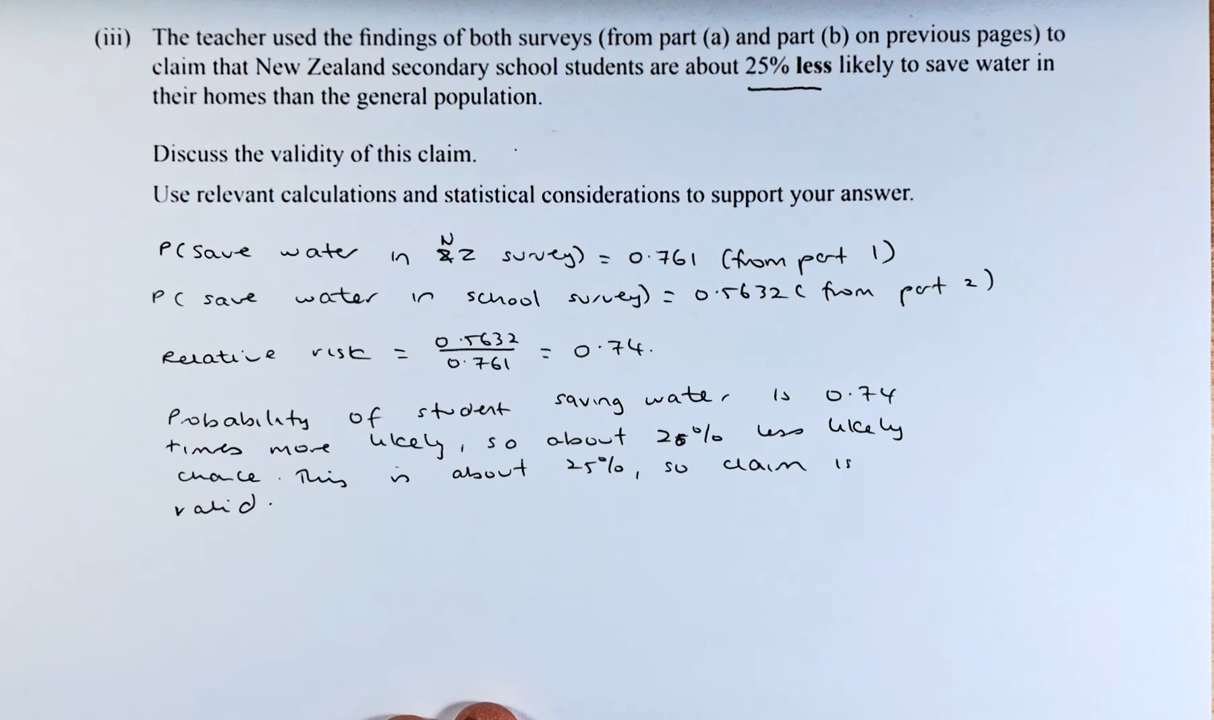 (iii) The teacher used the findings of both surveys (from part (a) and part (b) on previous pages) to
claim that New Zealand secondary school students are about 25% less likely to save water in
their homes than the general population.
Discuss the validity of this claim.
Use relevant calculations and statistical considerations to support your answer.
P(save water in NZ survey) = 0.761 (from part 1)
P( save water in school survey) = 0.5632 ( from part 2)
Relative risk = 0.5632 / 0.761 = 0.74.
Probability of student saving water is 0.74
times more likely, so about 26% less likely
chance. This is about 25%, so claim is
valid.